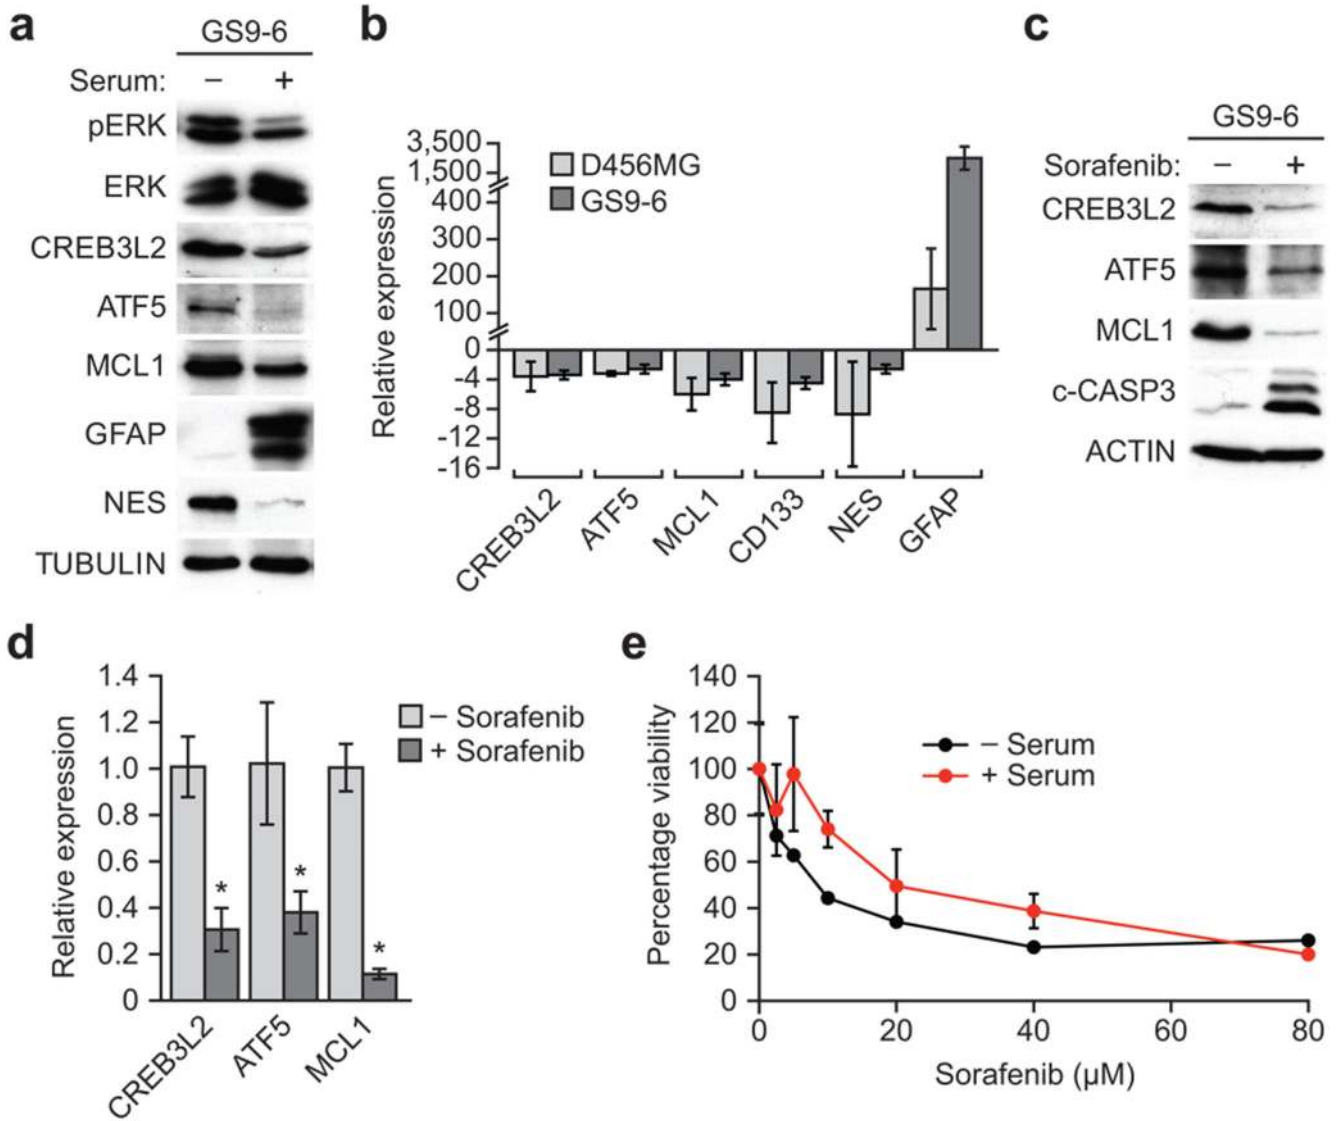 a
GS9-6
Serum: – +
pERK
ERK
CREB3L2
ATF5
MCL1
GFAP
NES
TUBULIN
b
Relative expression
3,500
1,500
400
300
200
100
0
-4
-8
-12
-16
D456MG
GS9-6
CREB3L2
ATF5
MCL1
CD133
NES
GFAP
c
GS9-6
Sorafenib: – +
CREB3L2
ATF5
MCL1
c-CASP3
ACTIN
d
Relative expression
1.4
1.2
1.0
0.8
0.6
0.4
0.2
0
– Sorafenib
+ Sorafenib
*
*
*
CREB3L2
ATF5
MCL1
e
Percentage viability
140
120
100
80
60
40
20
0
– Serum
+ Serum
0 20 40 60 80
Sorafenib (μM)